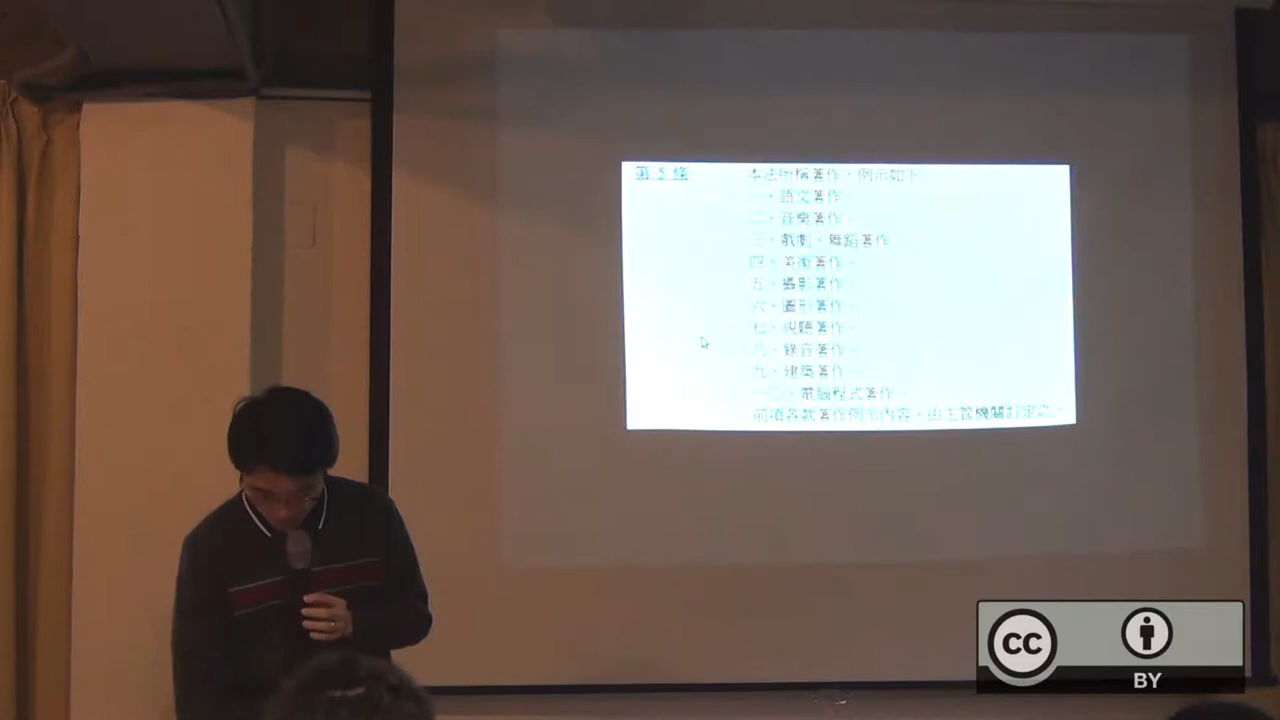 第 5 條
本法所稱著作，例示如下：
一、語文著作。
二、音樂著作。
三、戲劇、舞蹈著作。
四、美術著作。
五、攝影著作。
六、圖形著作。
七、視聽著作。
八、錄音著作。
九、建築著作。
一○、電腦程式著作。
前項各款著作例示內容，由主管機關訂定之。
CC
BY